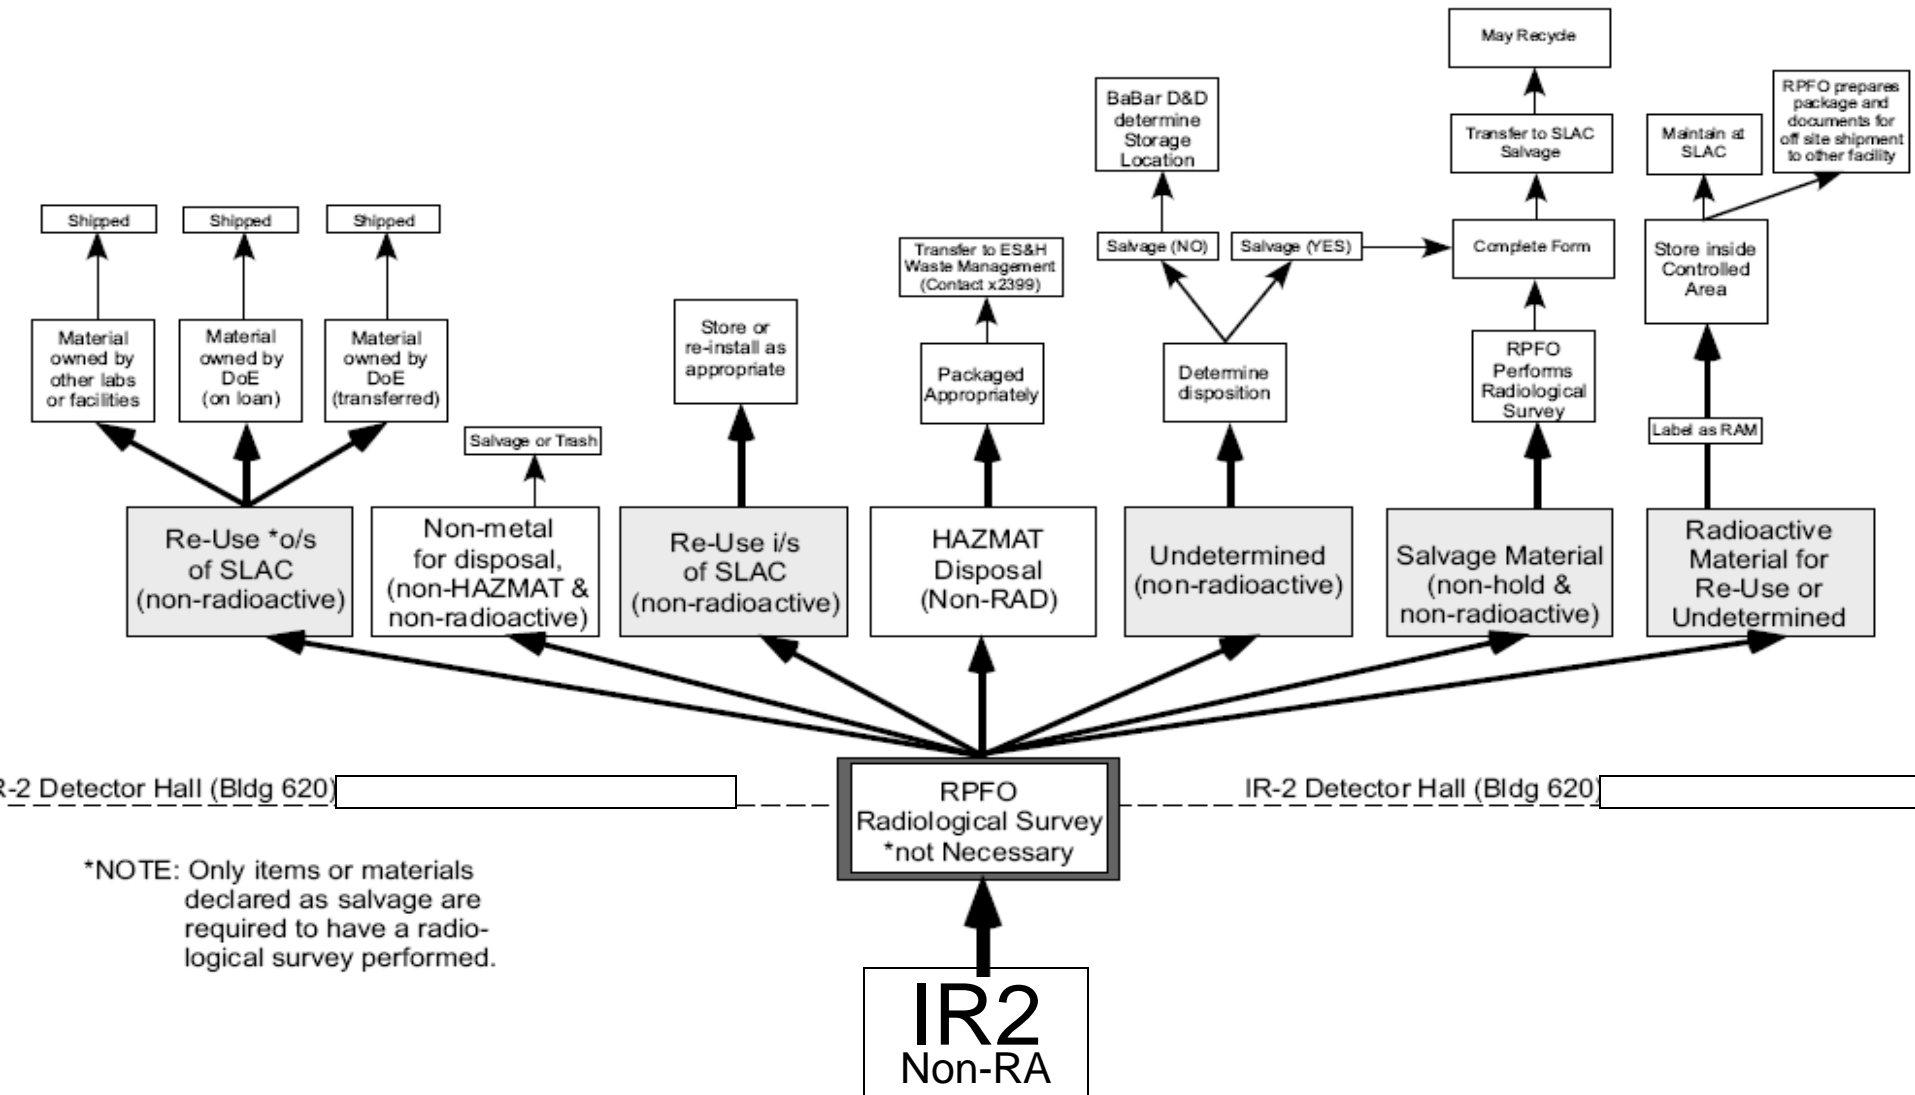 May Recycle
BaBar D&D
determine
Storage
Location
RPFO prepares
package and
documents for
off site shipment
to other facility
Transfer to SLAC
Salvage
Maintain at
SLAC
Shipped
Shipped
Shipped
Transfer to ES&H
Waste Management
(Contact x2399)
Salvage (NO)
Salvage (YES)
Complete Form
Store inside
Controlled
Area
Material
owned by
other labs
or facilities
Material
owned by
DoE
(on loan)
Material
owned by
DoE
(transferred)
Store or
re-install as
appropriate
Packaged
Appropriately
Determine
disposition
RPFO
Performs
Radiological
Survey
Salvage or Trash
Label as RAM
Re-Use *o/s
of SLAC
(non-radioactive)
Non-metal
for disposal,
(non-HAZMAT &
non-radioactive)
Re-Use i/s
of SLAC
(non-radioactive)
HAZMAT
Disposal
(Non-RAD)
Undetermined
(non-radioactive)
Salvage Material
(non-hold &
non-radioactive)
Radioactive
Material for
Re-Use or
Undetermined
R-2 Detector Hall (Bldg 620)
RPFO
Radiological Survey
*not Necessary
IR-2 Detector Hall (Bldg 620)
*NOTE: Only items or materials
declared as salvage are
required to have a radio-
logical survey performed.
IR2
Non-RA